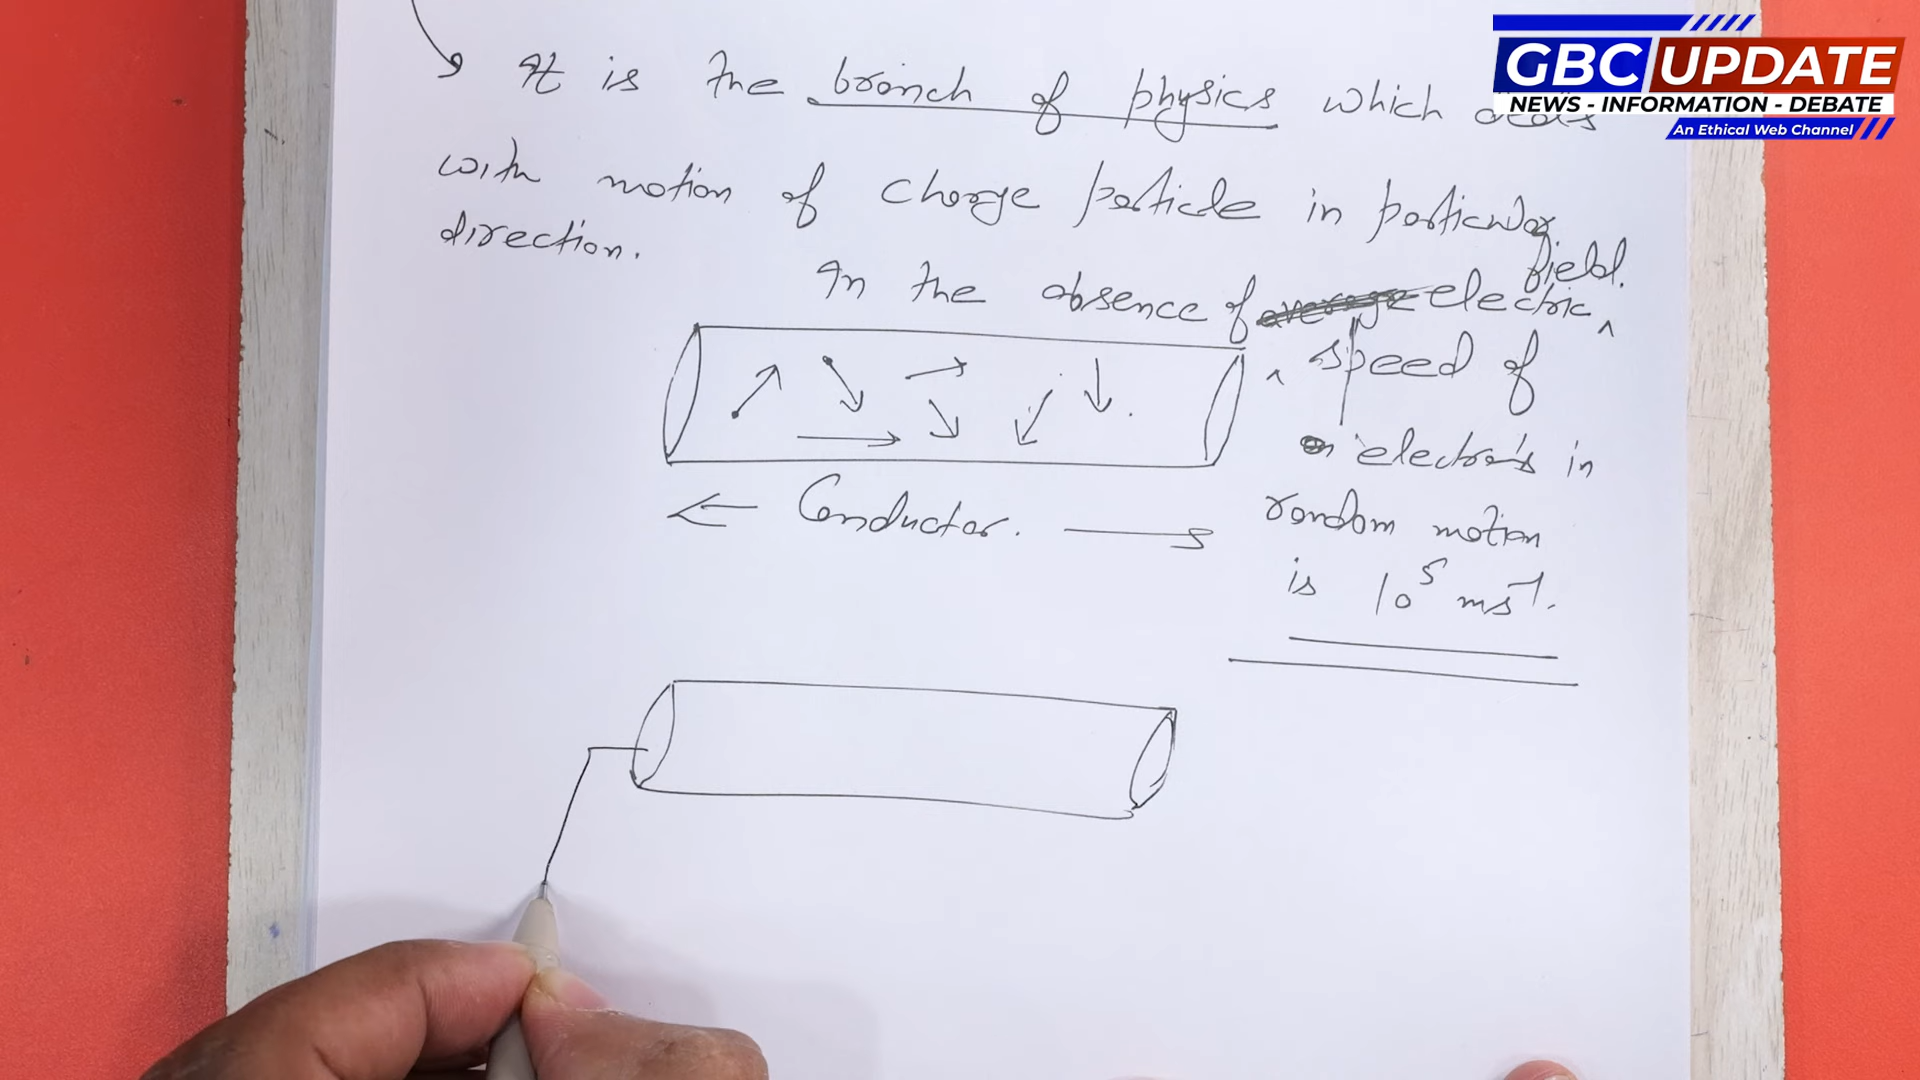 It is the branch of physics which deals
with motion of charge particle in particular
direction.
In the absence of average electric field.
speed of
electrons in
random motion
is 10⁵ ms⁻¹.
Conductor.
GBC UPDATE
NEWS - INFORMATION - DEBATE
An Ethical Web Channel